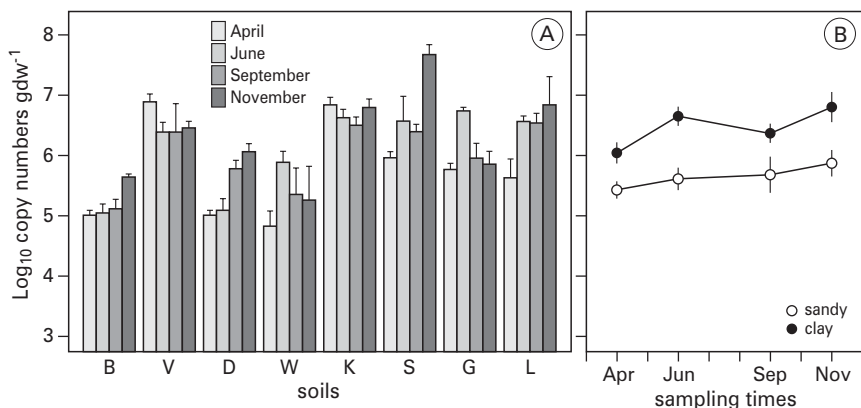 Log10 copy numbers gdw-1
8
7
6
5
4
3
April
June
September
November
A
B V D W K S G L
soils
B
sandy
clay
Apr Jun Sep Nov
sampling times